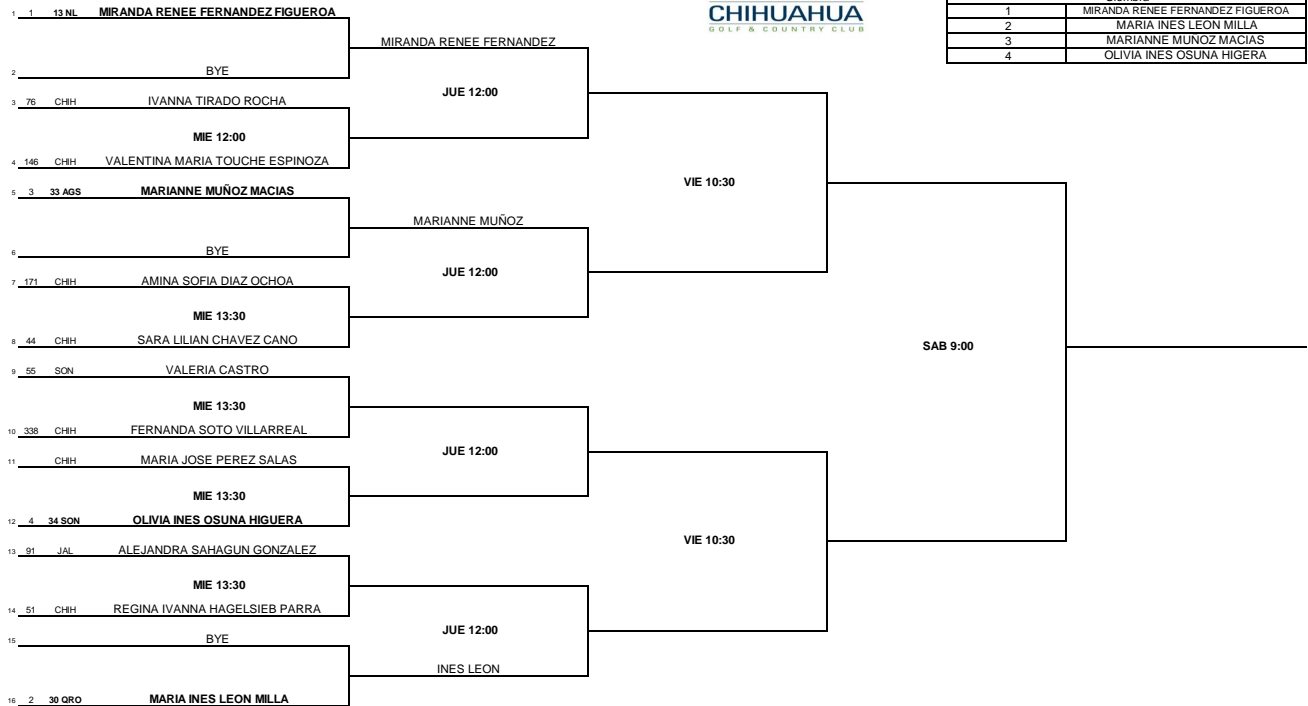 CHIHUAHUA
GOLF & COUNTRY CLUB
1 MIRANDA RENEE FERNANDEZ FIGUEROA
2 MARIA INES LEON MILLA
3 MARIANNE MUÑOZ MACIAS
4 OLIVIA INES OSUNA HIGERA
1 1 13 NL MIRANDA RENEE FERNANDEZ FIGUEROA
MIRANDA RENEE FERNANDEZ
2 BYE
JUE 12:00
3 76 CHIH IVANNA TIRADO ROCHA
MIE 12:00
4 146 CHIH VALENTINA MARIA TOUCHE ESPINOZA
VIE 10:30
5 3 33 AGS MARIANNE MUÑOZ MACIAS
MARIANNE MUÑOZ
6 BYE
JUE 12:00
7 171 CHIH AMINA SOFIA DIAZ OCHOA
MIE 13:30
8 44 CHIH SARA LILIAN CHAVEZ CANO
SAB 9:00
9 55 SON VALERIA CASTRO
MIE 13:30
10 338 CHIH FERNANDA SOTO VILLARREAL
JUE 12:00
11 CHIH MARIA JOSE PEREZ SALAS
MIE 13:30
12 4 34 SON OLIVIA INES OSUNA HIGUERA
VIE 10:30
13 91 JAL ALEJANDRA SAHAGUN GONZALEZ
MIE 13:30
14 51 CHIH REGINA IVANNA HAGELSIEB PARRA
JUE 12:00
15 BYE
INES LEON
16 2 30 QRO MARIA INES LEON MILLA